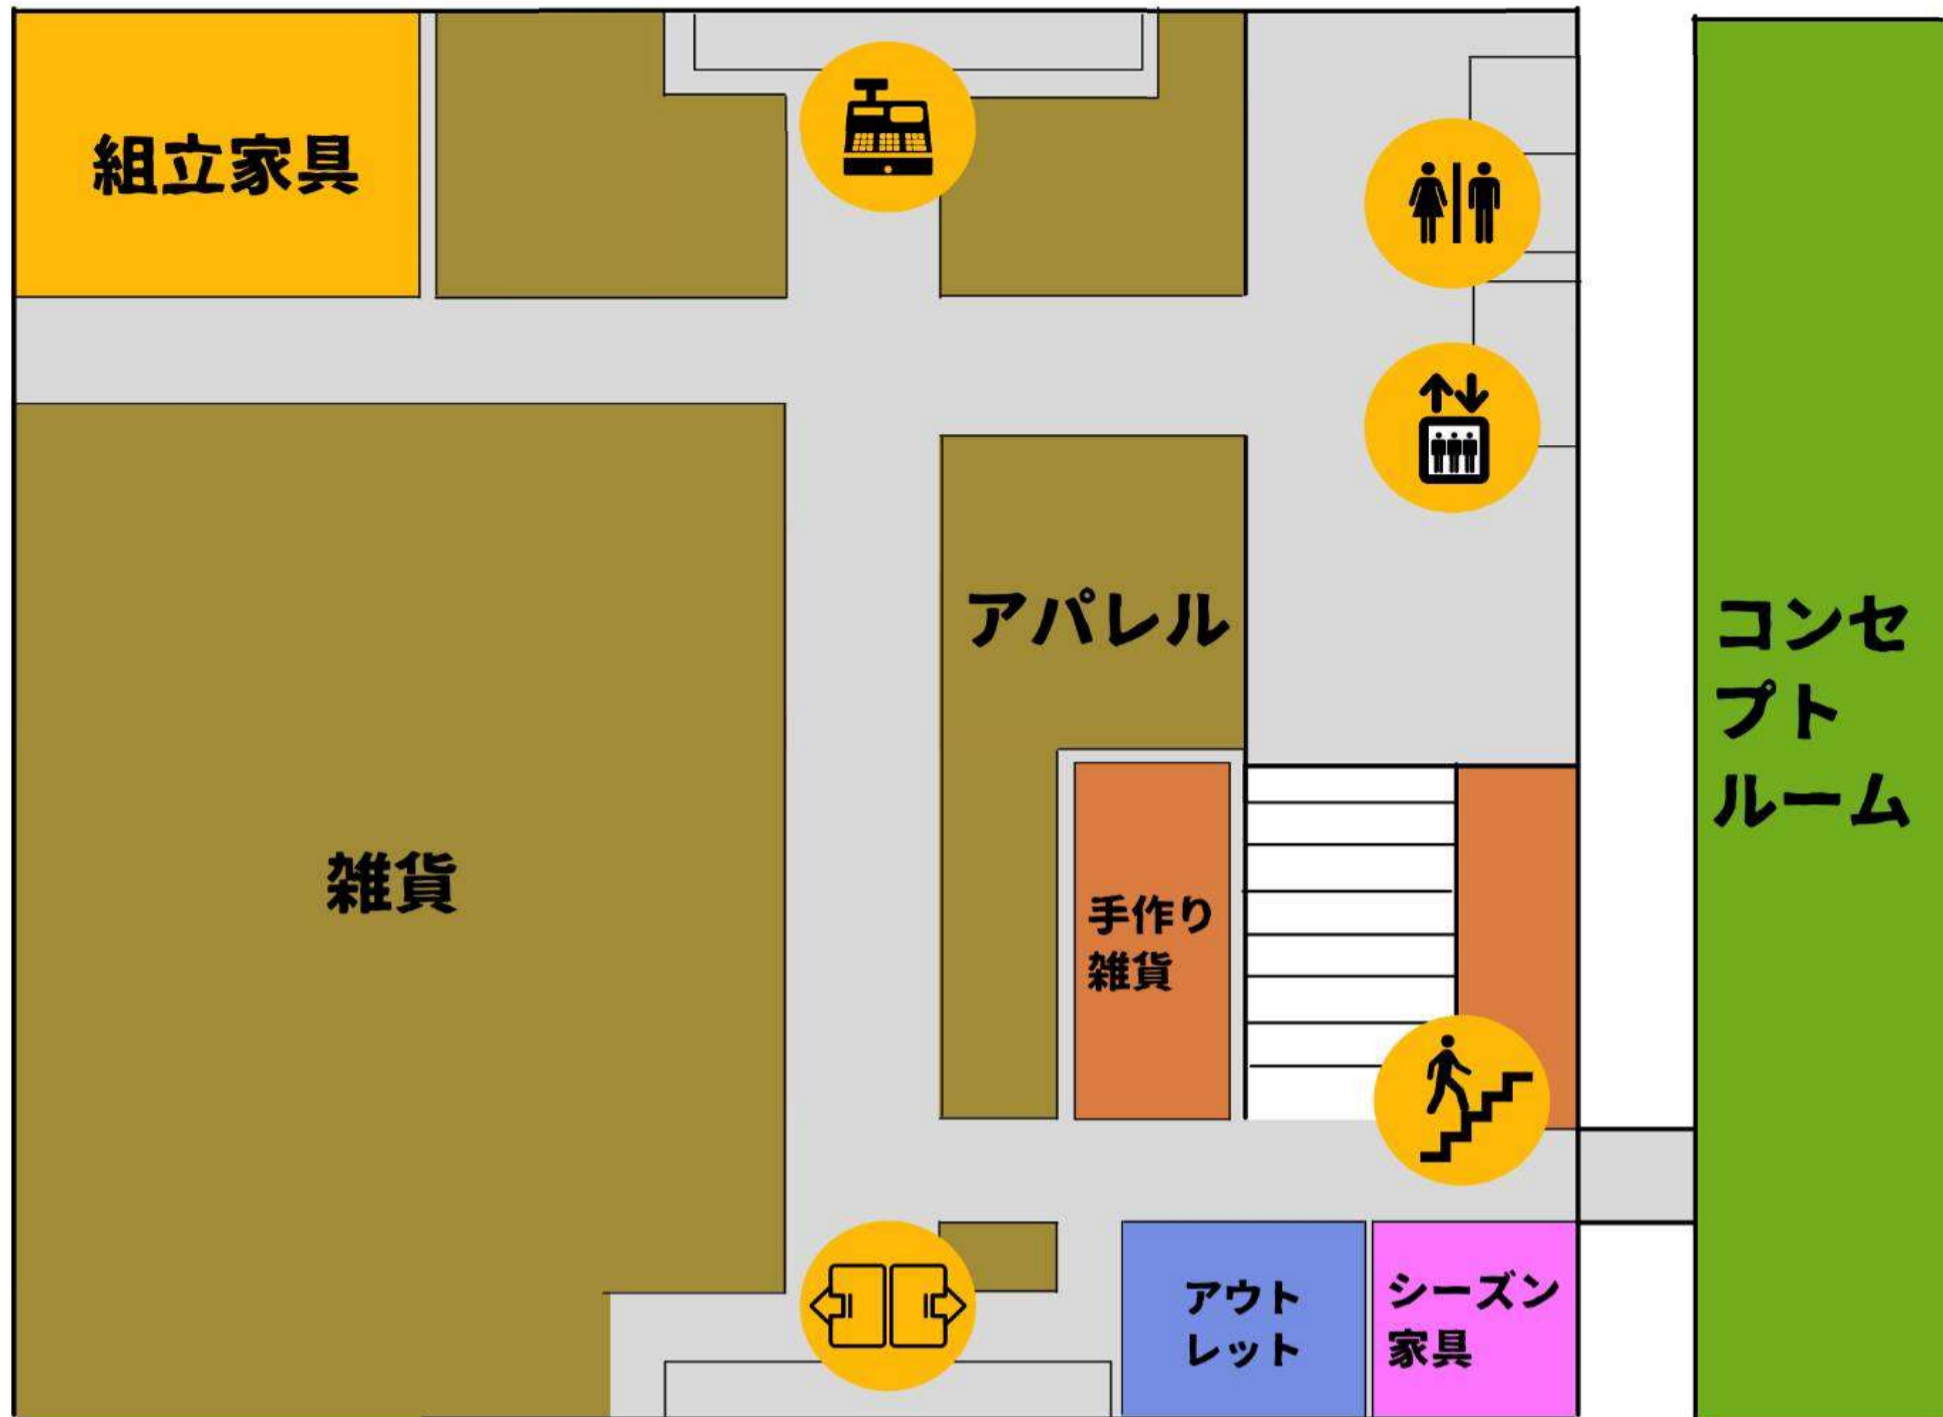 組立家具
アパレル
コンセ
プト
ルーム
雑貨
手作り
雑貨
アウト
レット
シーズン
家具